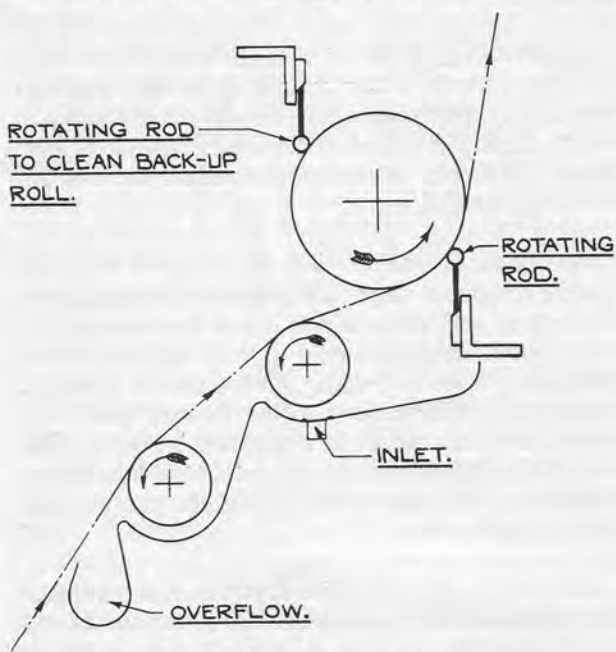 ROTATING ROD
TO CLEAN BACK-UP
ROLL.
ROTATING
ROD.
INLET.
OVERFLOW.